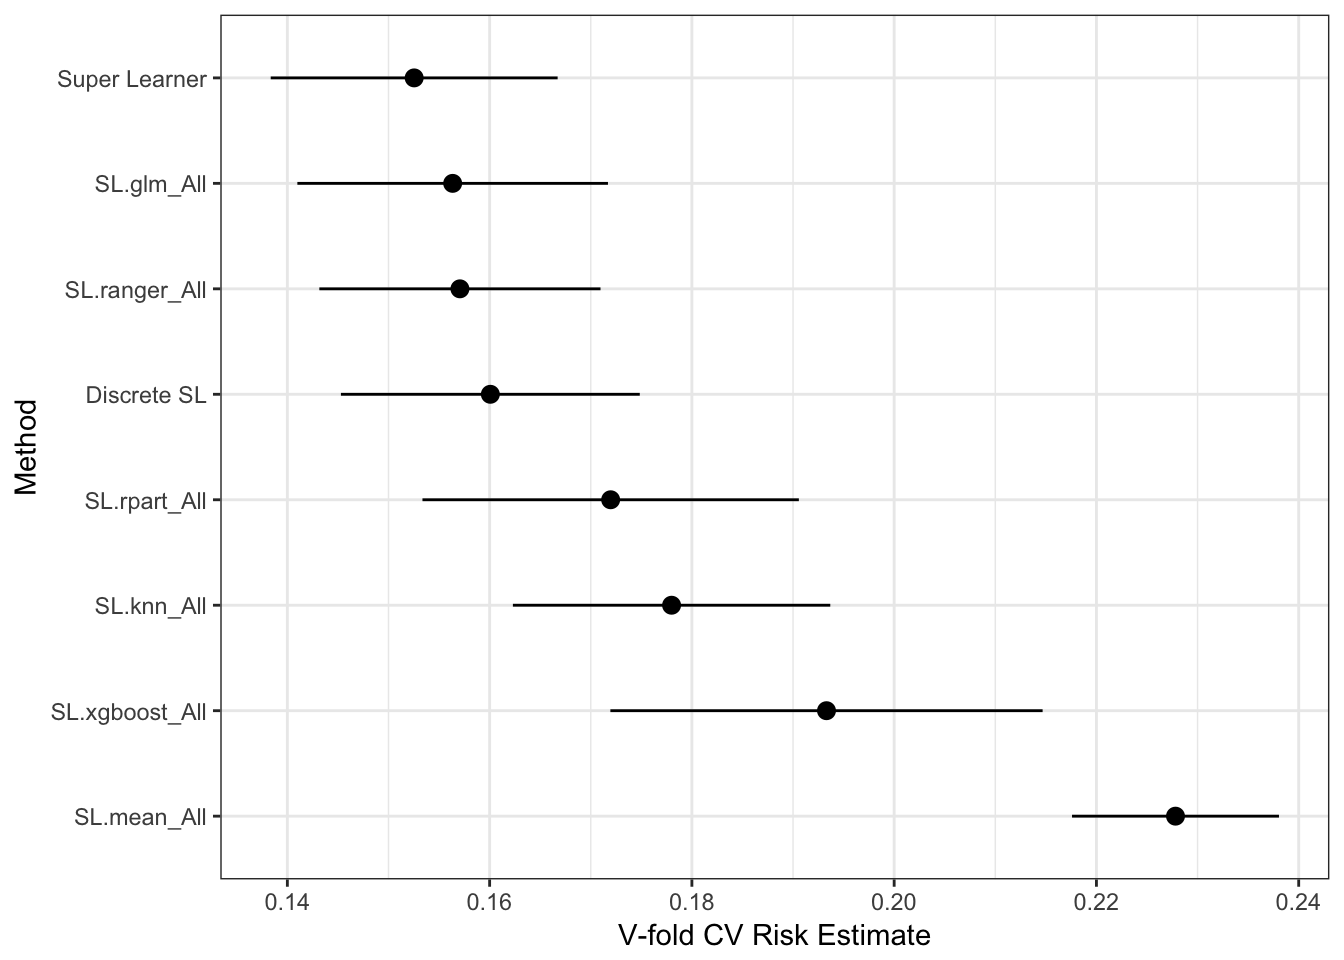 Super Learner
SL.glm_All
SL.ranger_All
Discrete SL
SL.rpart_All
SL.knn_All
SL.xgboost_All
SL.mean_All
Method
0.14 0.16 0.18 0.20 0.22 0.24
V-fold CV Risk Estimate